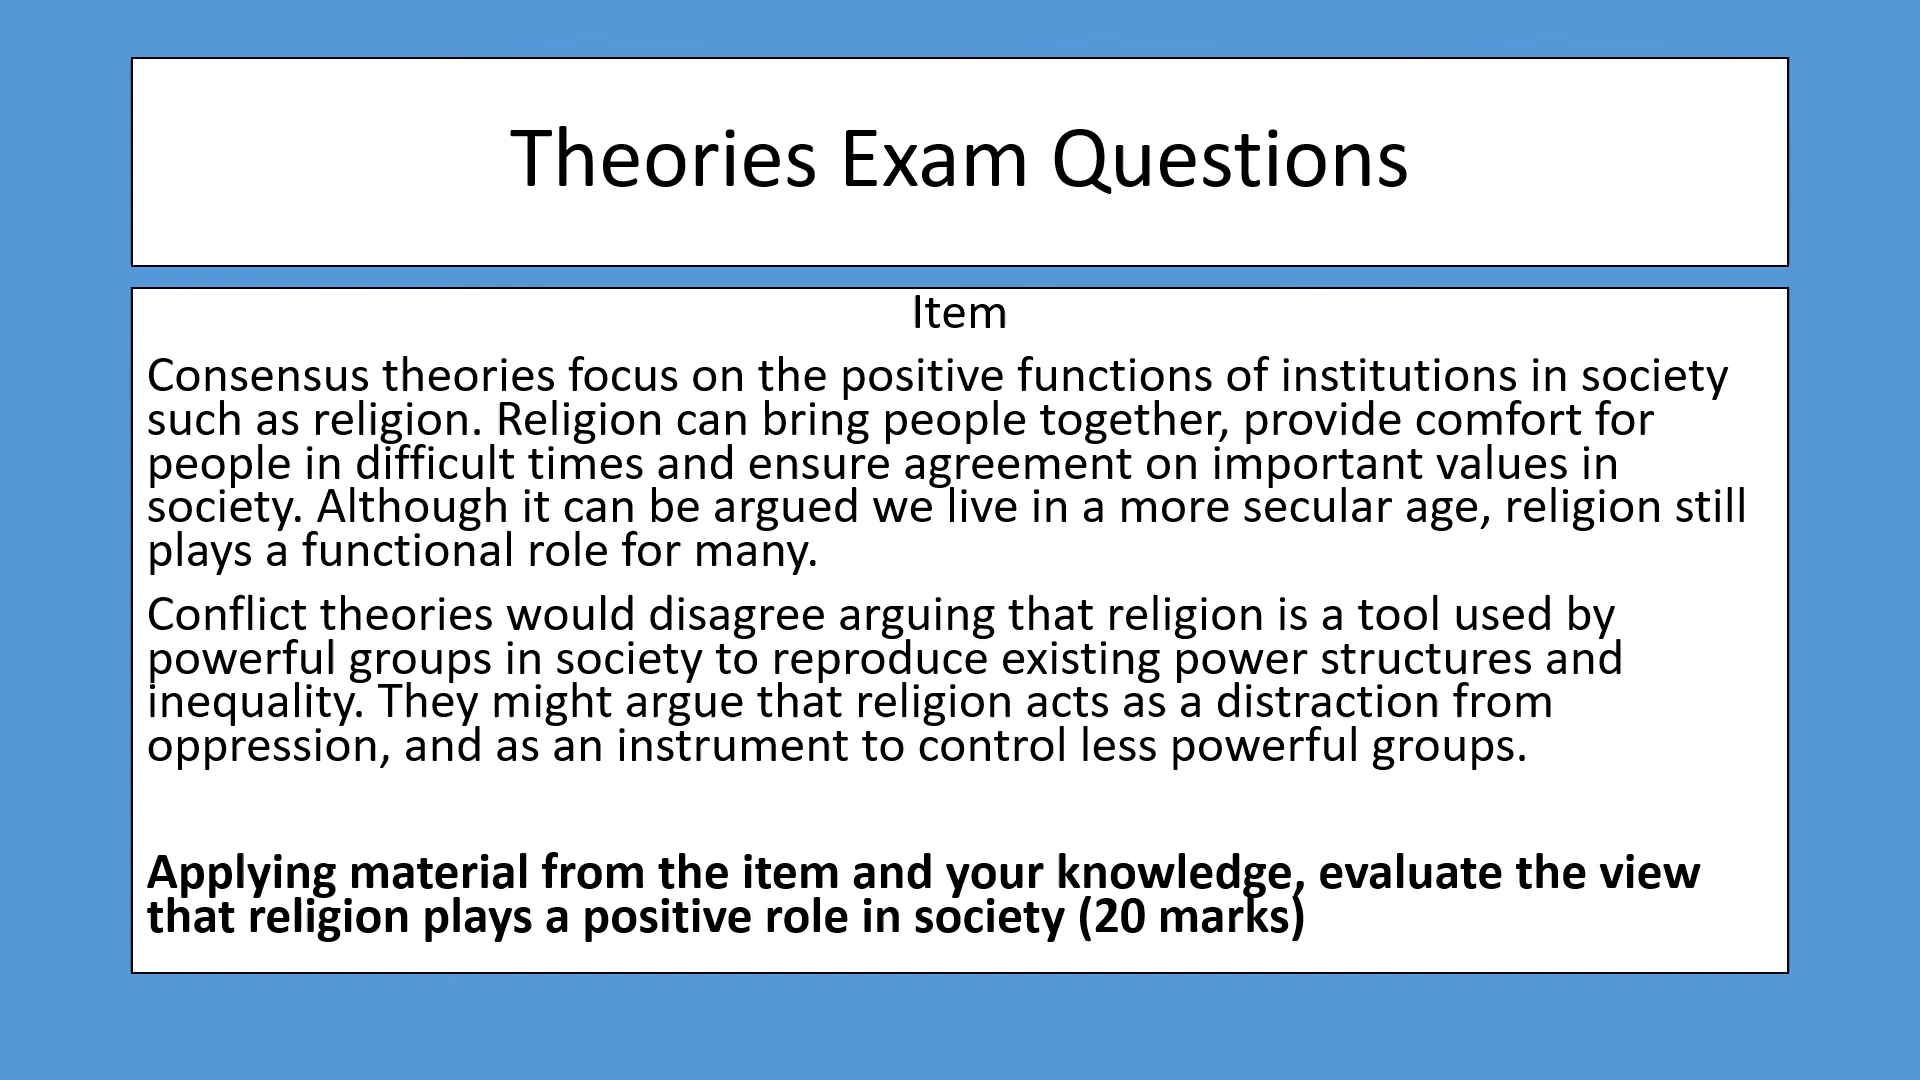 Theories Exam Questions
Item
Consensus theories focus on the positive functions of institutions in society
such as religion. Religion can bring people together, provide comfort for
people in difficult times and ensure agreement on important values in
society. Although it can be argued we live in a more secular age, religion still
plays a functional role for many.
Conflict theories would disagree arguing that religion is a tool used by
powerful groups in society to reproduce existing power structures and
inequality. They might argue that religion acts as a distraction from
oppression, and as an instrument to control less powerful groups.
Applying material from the item and your knowledge, evaluate the view
that religion plays a positive role in society (20 marks)